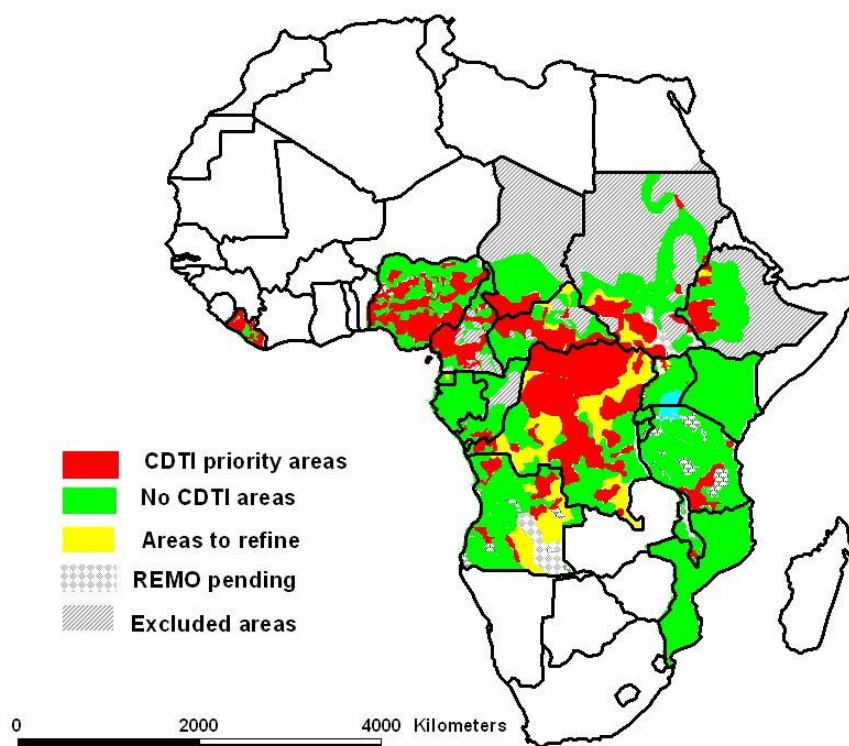 CDTI priority areas
No CDTI areas
Areas to refine
REMO pending
Excluded areas
0 2000 4000 Kilometers